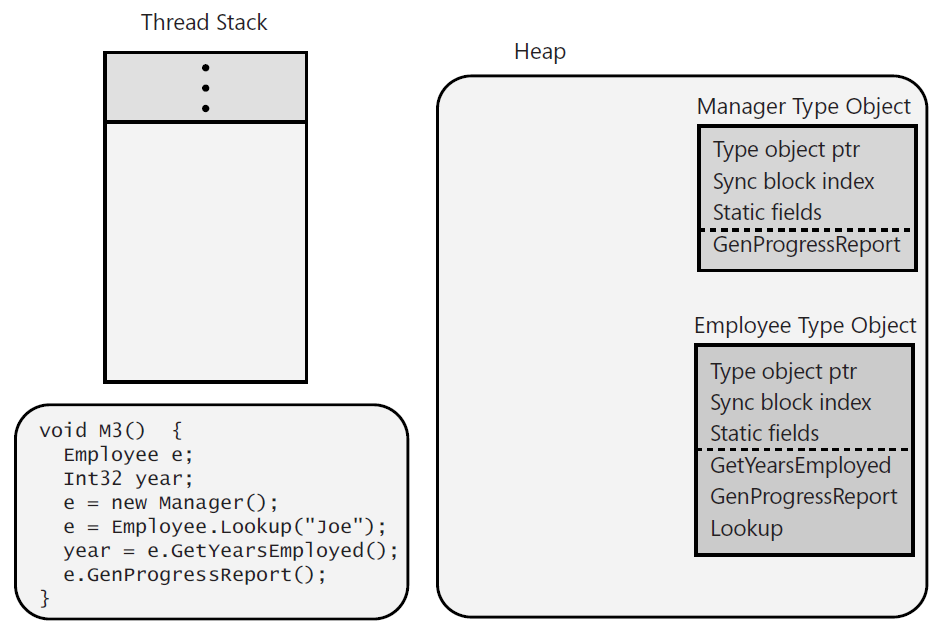 Thread Stack
Heap
Manager Type Object
Type object ptr
Sync block index
Static fields
GenProgressReport
Employee Type Object
Type object ptr
Sync block index
Static fields
GetYearsEmployed
GenProgressReport
Lookup
void M3()  {
  Employee e;
  Int32 year;
  e = new Manager();
  e = Employee.Lookup("Joe");
  year = e.GetYearsEmployed();
  e.GenProgressReport();
}